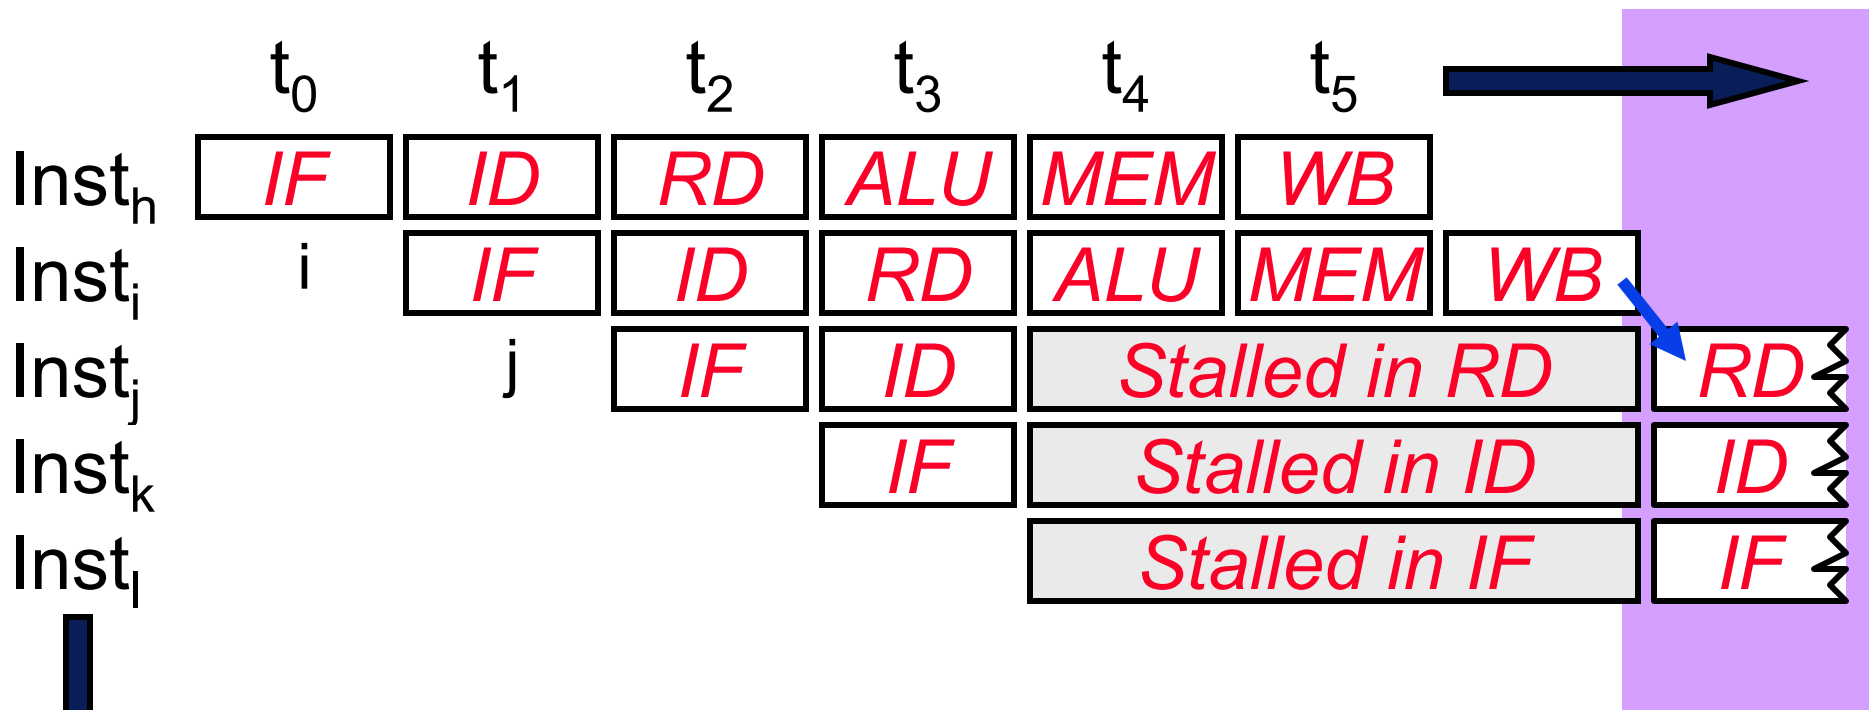 t₀ t₁ t₂ t₃ t₄ t₅
Instₕ IF ID RD ALU MEM WB
Instᵢ i IF ID RD ALU MEM WB
Instⱼ j IF ID Stalled in RD RD
Instₖ IF Stalled in ID ID
Instₗ Stalled in IF IF